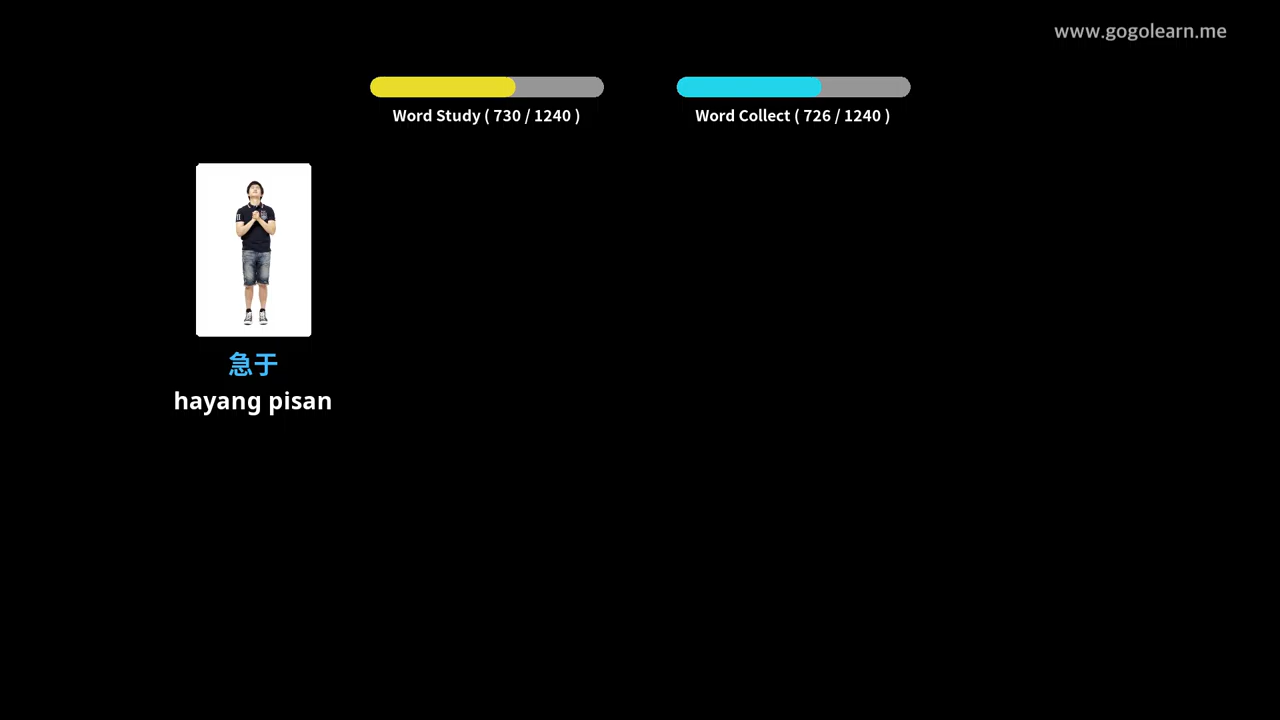 www.gogolearn.me
Word Study ( 730 / 1240 )
Word Collect ( 726 / 1240 )
急于
hayang pisan